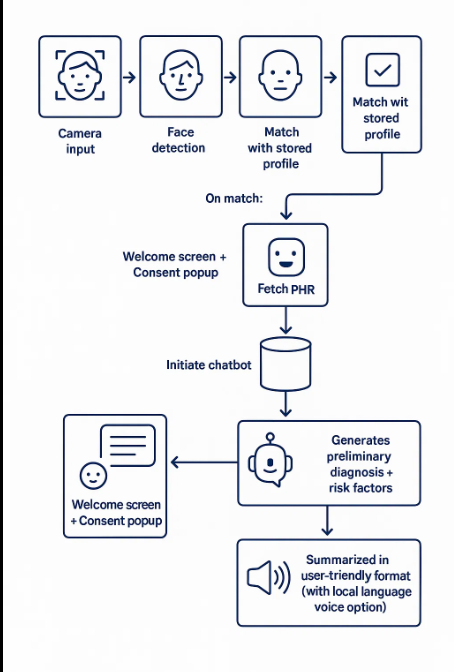 Camera
input
Face
detection
Match
with stored
profile
Match wit
stored
profile
On match:
Welcome screen +
Consent popup
Fetch PHR
Initiate chatbot
Generates
preliminary
diagnosis +
risk factors
Welcome screen
+ Consent popup
Summarized in
user-friendly format
(with local language
voice option)